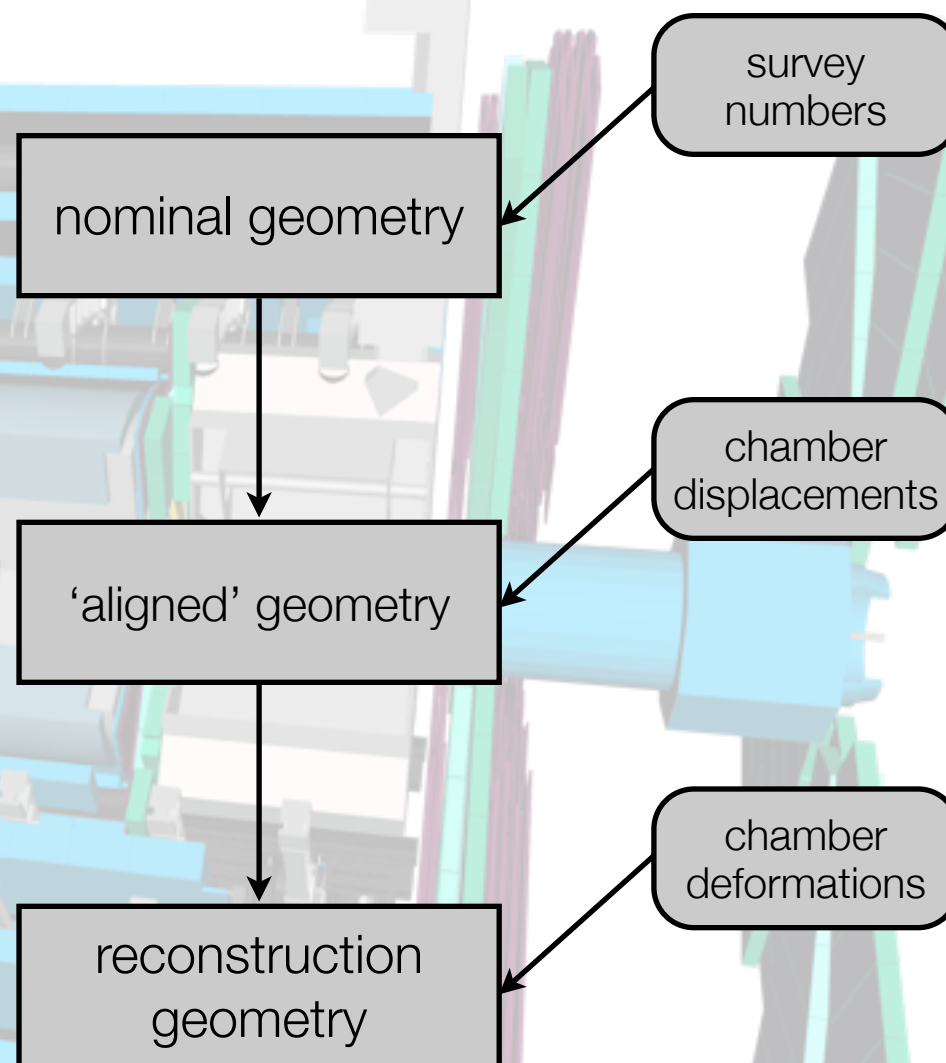 survey
numbers
nominal geometry
chamber
displacements
‘aligned’ geometry
chamber
deformations
reconstruction
geometry